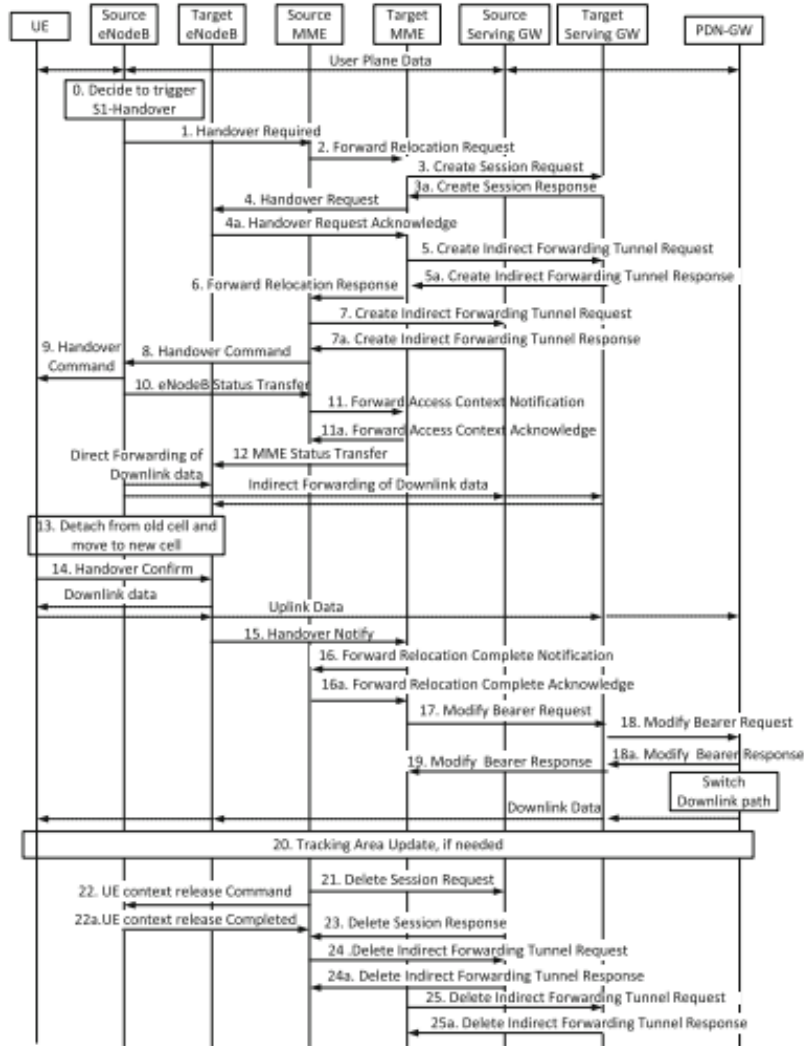 UE
Source
eNodeB
Target
eNodeB
Source
MME
Target
MME
Source
Serving GW
Target
Serving GW
PDN-GW
User Plane Data
0. Decide to trigger
S1-Handover
1. Handover Required
2. Forward Relocation Request
3. Create Session Request
3a. Create Session Response
4. Handover Request
4a. Handover Request Acknowledge
5. Create Indirect Forwarding Tunnel Request
5a. Create Indirect Forwarding Tunnel Response
6. Forward Relocation Response
7. Create Indirect Forwarding Tunnel Request
7a. Create Indirect Forwarding Tunnel Response
8. Handover Command
9. Handover
Command
10. eNodeB Status Transfer
11. Forward Access Context Notification
11a. Forward Access Context Acknowledge
12 MME Status Transfer
Direct Forwarding of
Downlink data
Indirect Forwarding of Downlink data
13. Detach from old cell and
move to new cell
14. Handover Confirm
Downlink data
Uplink Data
15. Handover Notify
16. Forward Relocation Complete Notification
16a. Forward Relocation Complete Acknowledge
17. Modify Bearer Request
18. Modify Bearer Request
18a. Modify Bearer Response
19. Modify Bearer Response
Switch
Downlink path
Downlink Data
20. Tracking Area Update, if needed
21. Delete Session Request
22. UE context release Command
22a.UE context release Completed
23. Delete Session Response
24 .Delete Indirect Forwarding Tunnel Request
24a. Delete Indirect Forwarding Tunnel Response
25. Delete Indirect Forwarding Tunnel Request
25a. Delete Indirect Forwarding Tunnel Response